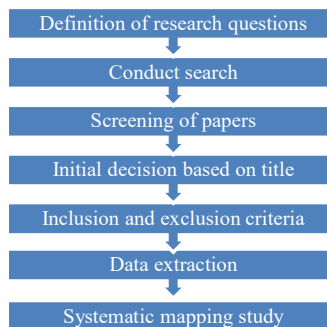 Definition of research questions
Conduct search
Screening of papers
Initial decision based on title
Inclusion and exclusion criteria
Data extraction
Systematic mapping study